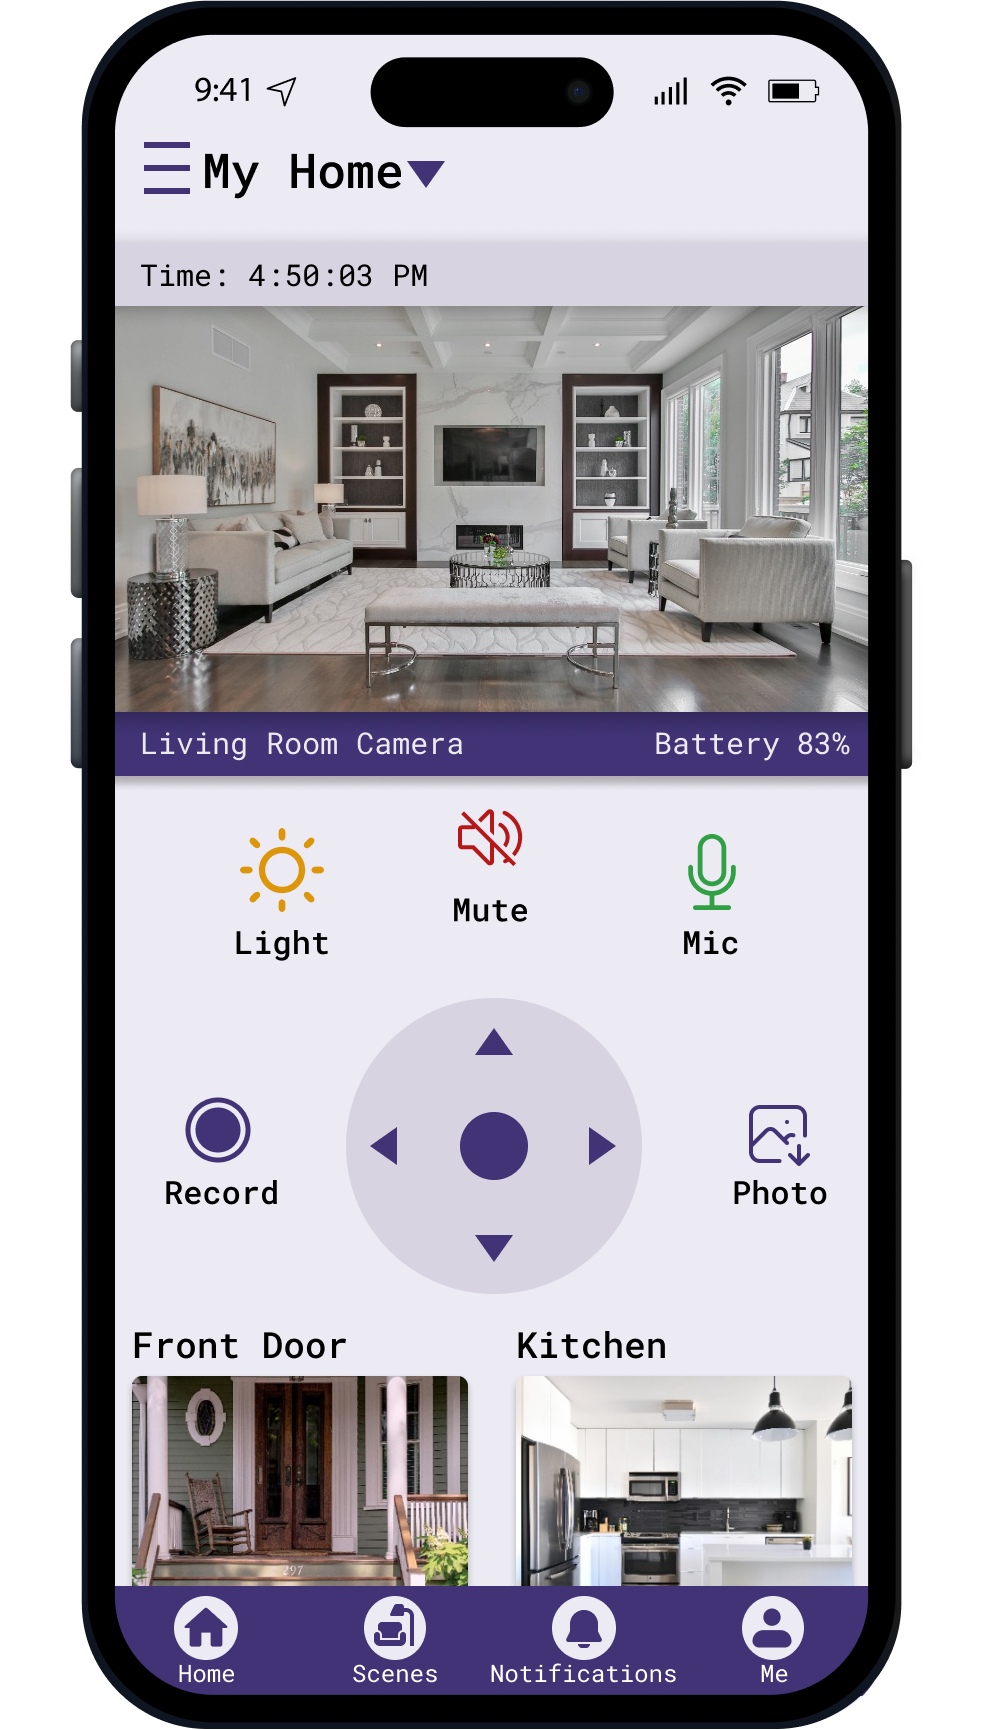 9:41
My Home
Time: 4:50:03 PM
Living Room Camera Battery 83%
Mute
Light Mic
Record Photo
Front Door Kitchen
297
Home Scenes Notifications Me